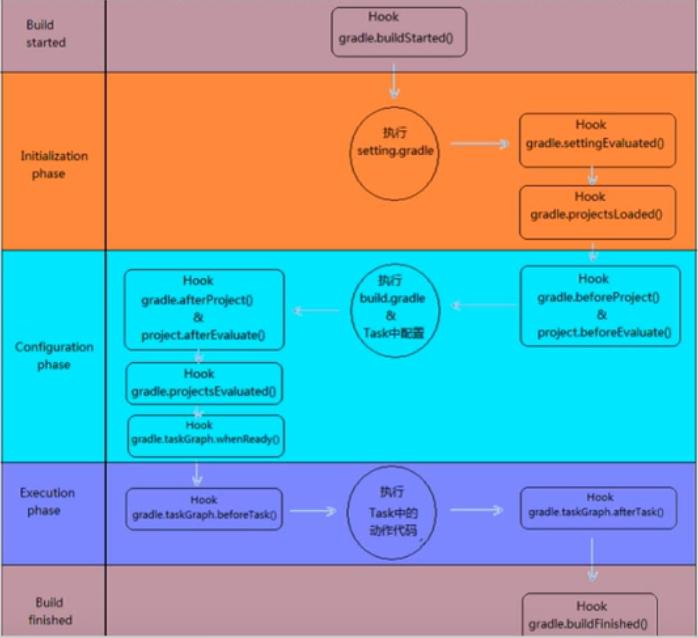 Build
started
Hook
gradle.buildStarted()
Initialization
phase
执行
setting.gradle
Hook
gradle.settingEvaluated()
Hook
gradle.projectsLoaded()
Configuration
phase
Hook
gradle.beforeProject()
&
project.beforeEvaluate()
执行
build.gradle
&
Task中配置
Hook
gradle.afterProject()
&
project.afterEvaluate()
Hook
gradle.projectsEvaluated()
Hook
gradle.taskGraph.whenReady()
Execution
phase
Hook
gradle.taskGraph.beforeTask()
执行
Task中的
动作代码
Hook
gradle.taskGraph.afterTask()
Build
finished
Hook
gradle.buildFinished()